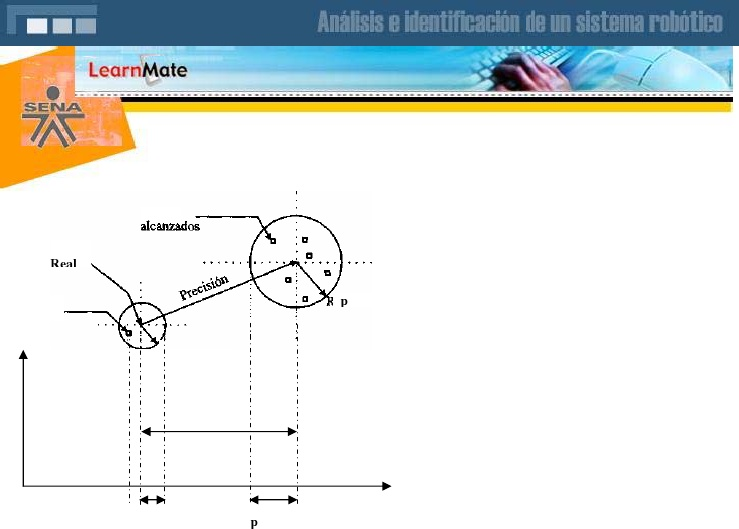 Análisis e identificación de un sistema robótico
LearnMate
SENA
alcanzados
Real
Precisión
R p
p